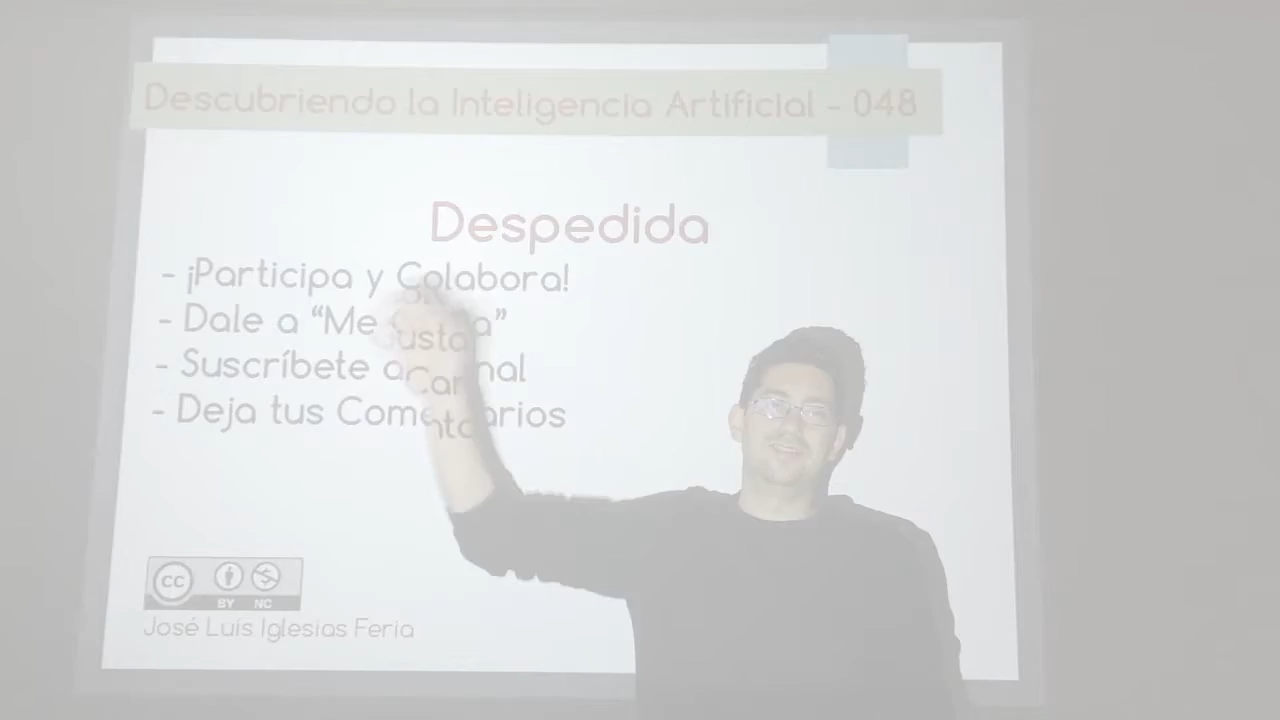 Descubriendo la Inteligencia Artificial - 048
Despedida
- ¡Participa y Colabora!
- Dale a “Me Gusta”
- Suscríbete al Canal
- Deja tus Comentarios
cc
BY NC
José Luis Iglesias Feria